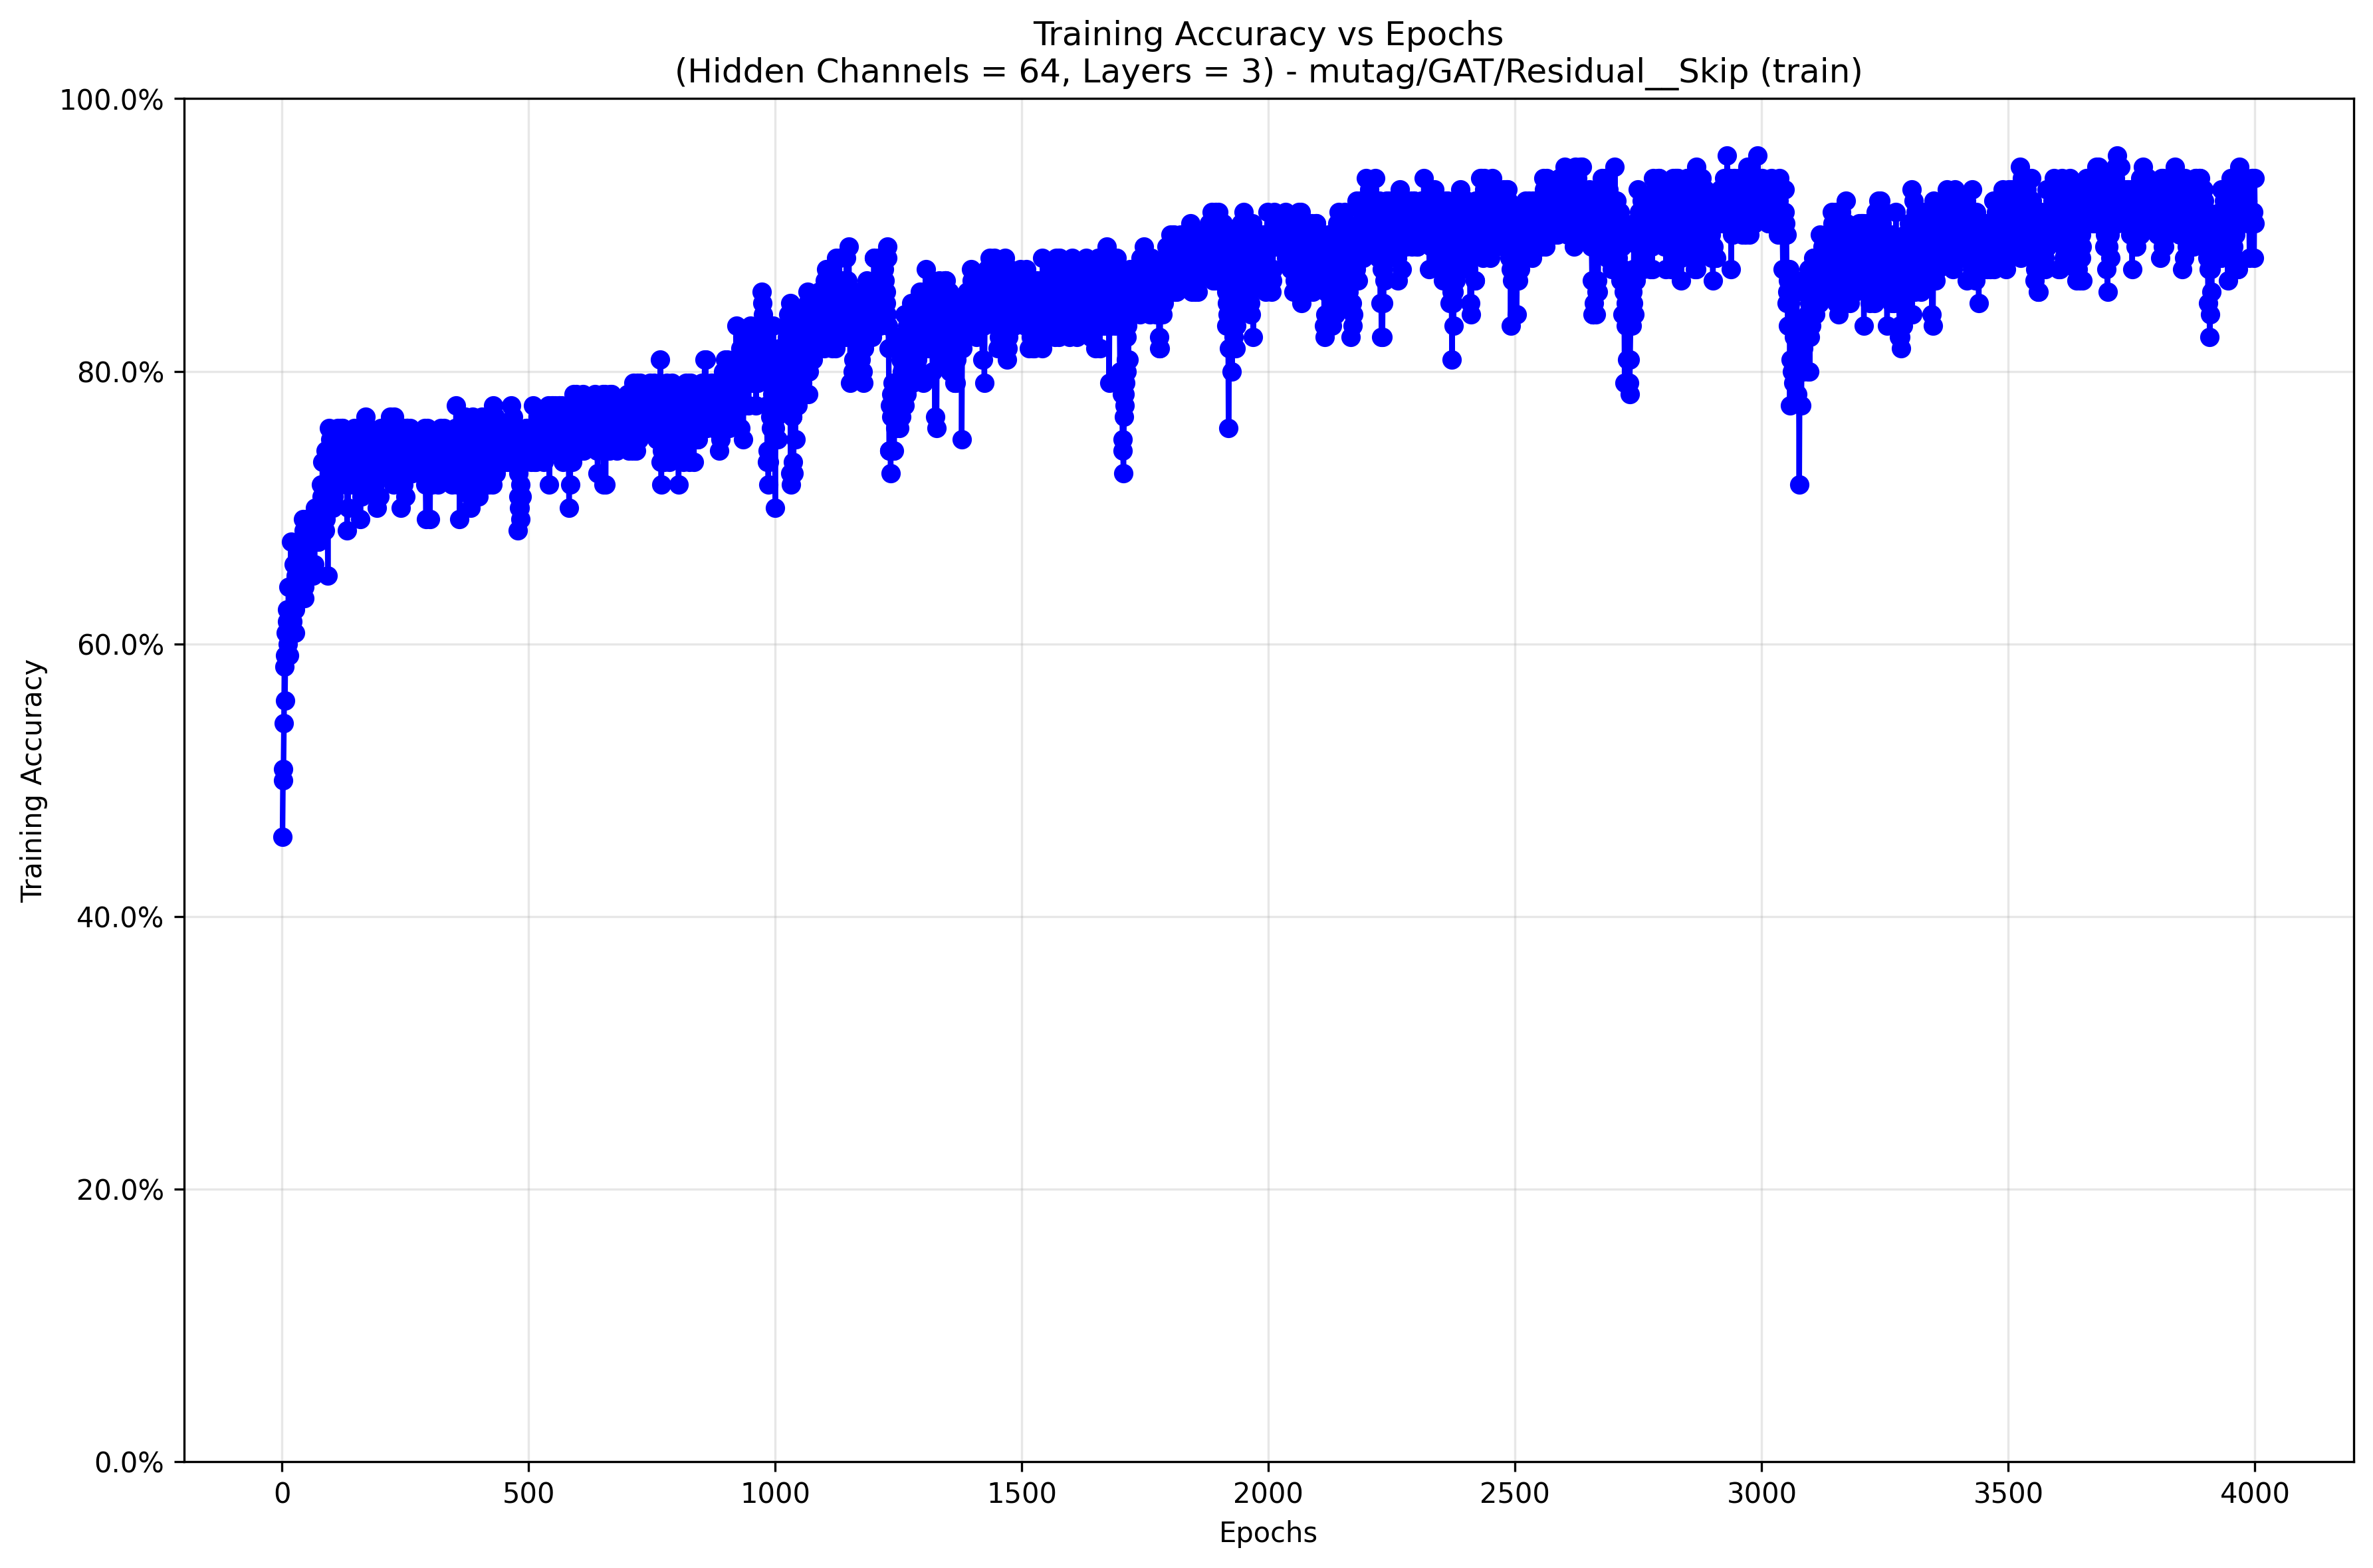 Training Accuracy vs Epochs
(Hidden Channels = 64, Layers = 3) - mutag/GAT/Residual__Skip (train)
100.0%
80.0%
60.0%
40.0%
20.0%
0.0%
Training Accuracy
0 500 1000 1500 2000 2500 3000 3500 4000
Epochs